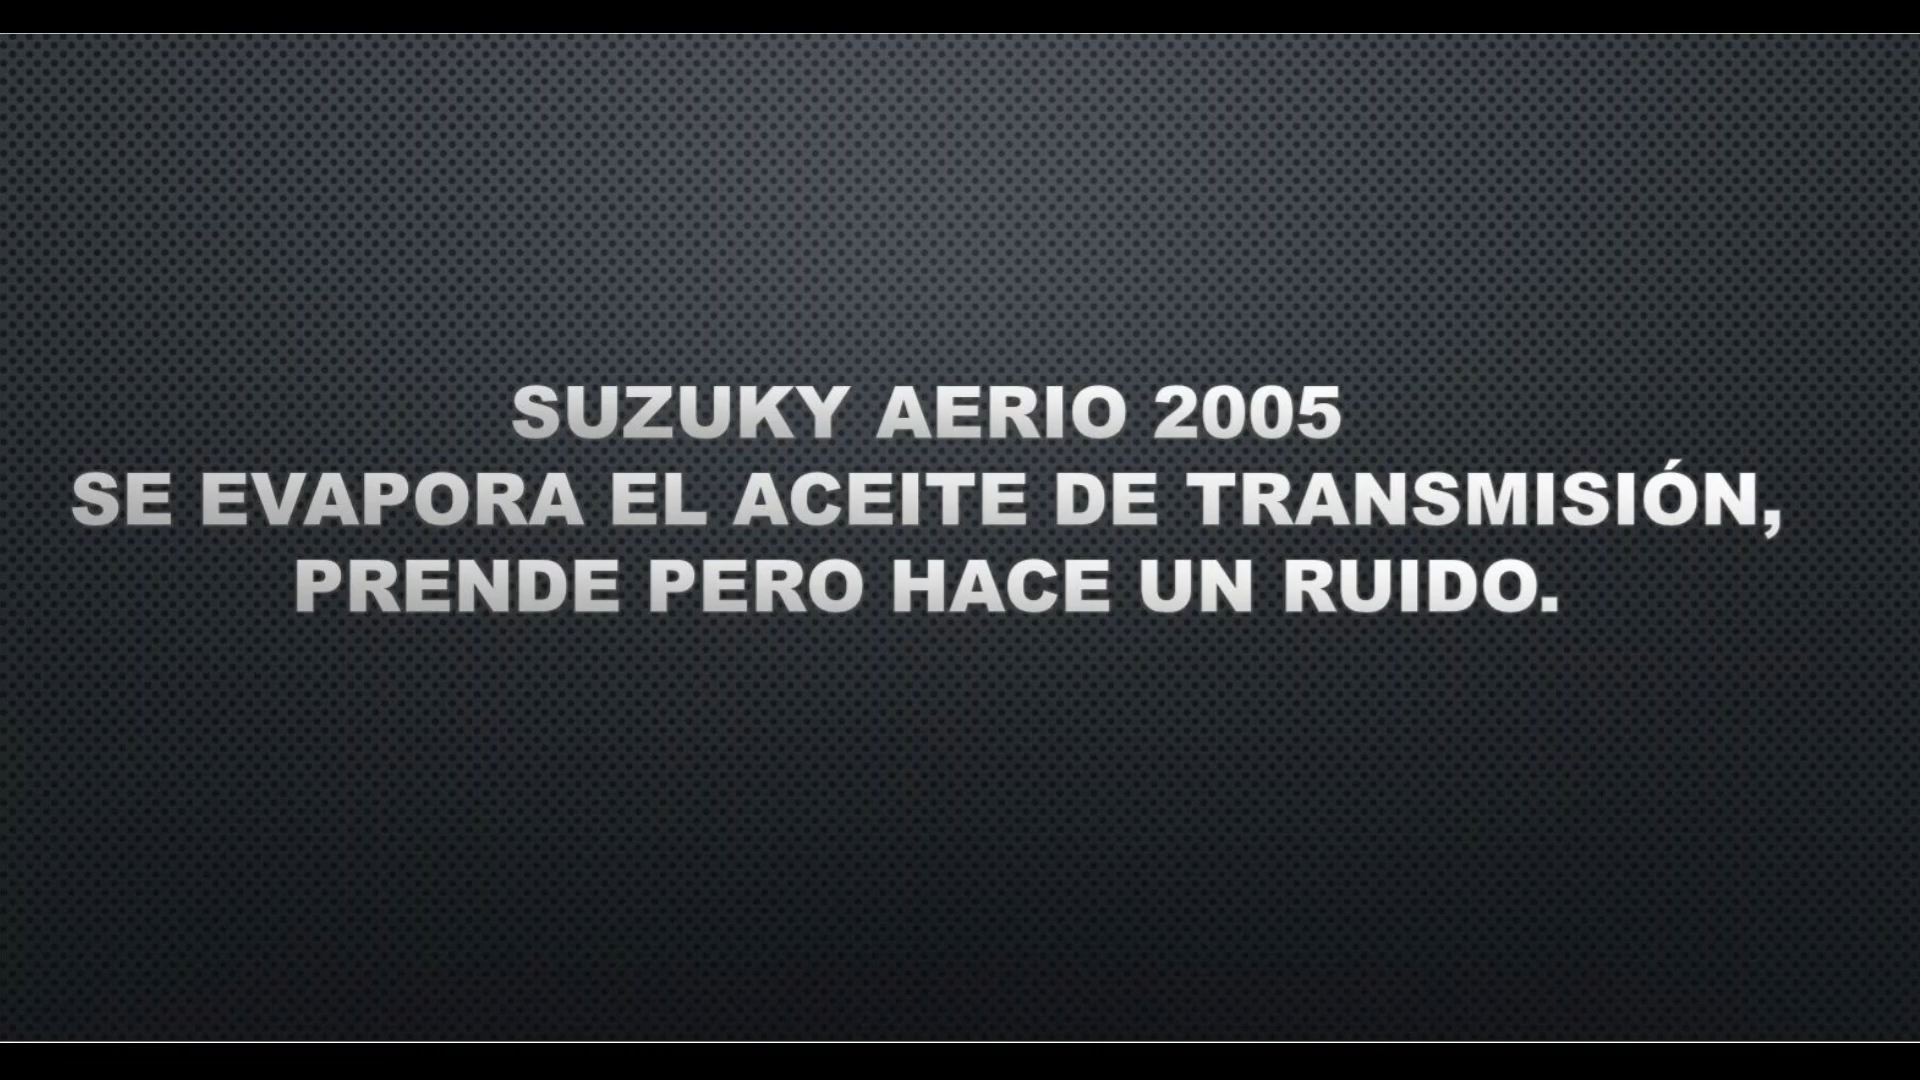 SUZUKY AERIO 2005
SE EVAPORA EL ACEITE DE TRANSMISIÓN,
PRENDE PERO HACE UN RUIDO.